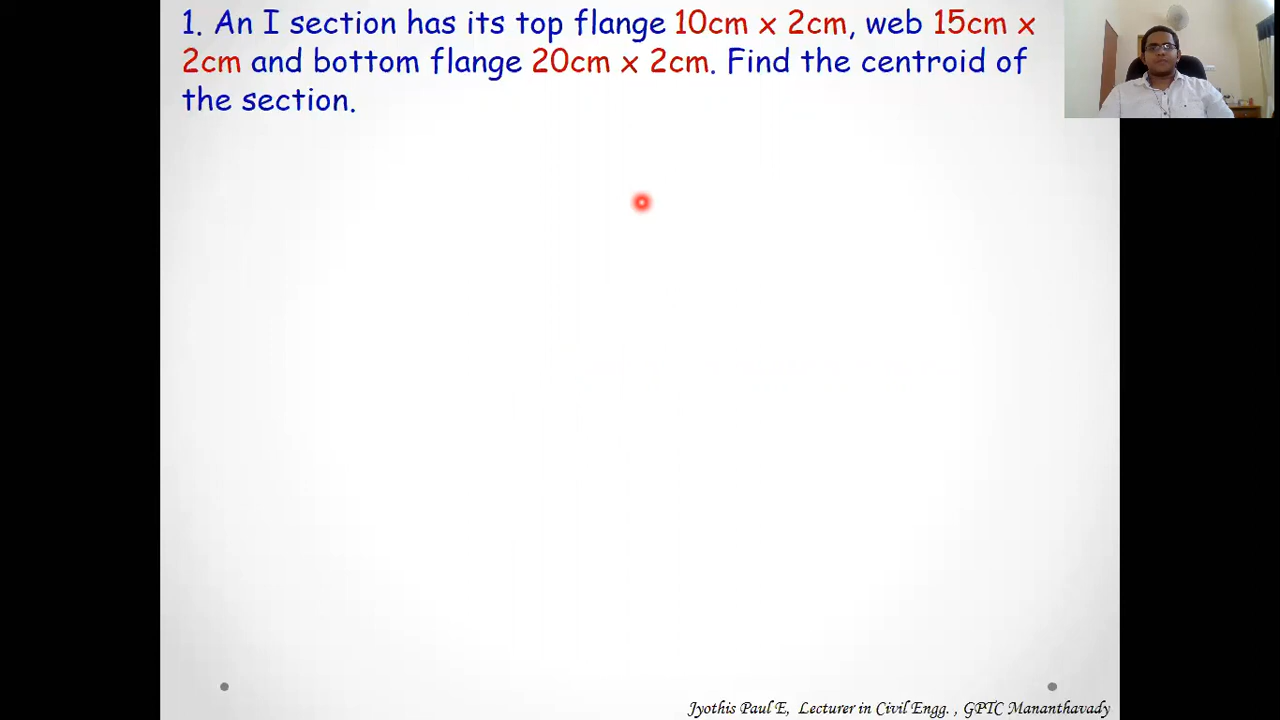 1. An I section has its top flange 10cm x 2cm, web 15cm x
2cm and bottom flange 20cm x 2cm. Find the centroid of
the section.
Jyothis Paul E, Lecturer in Civil Engg. , GPTC Mananthavady